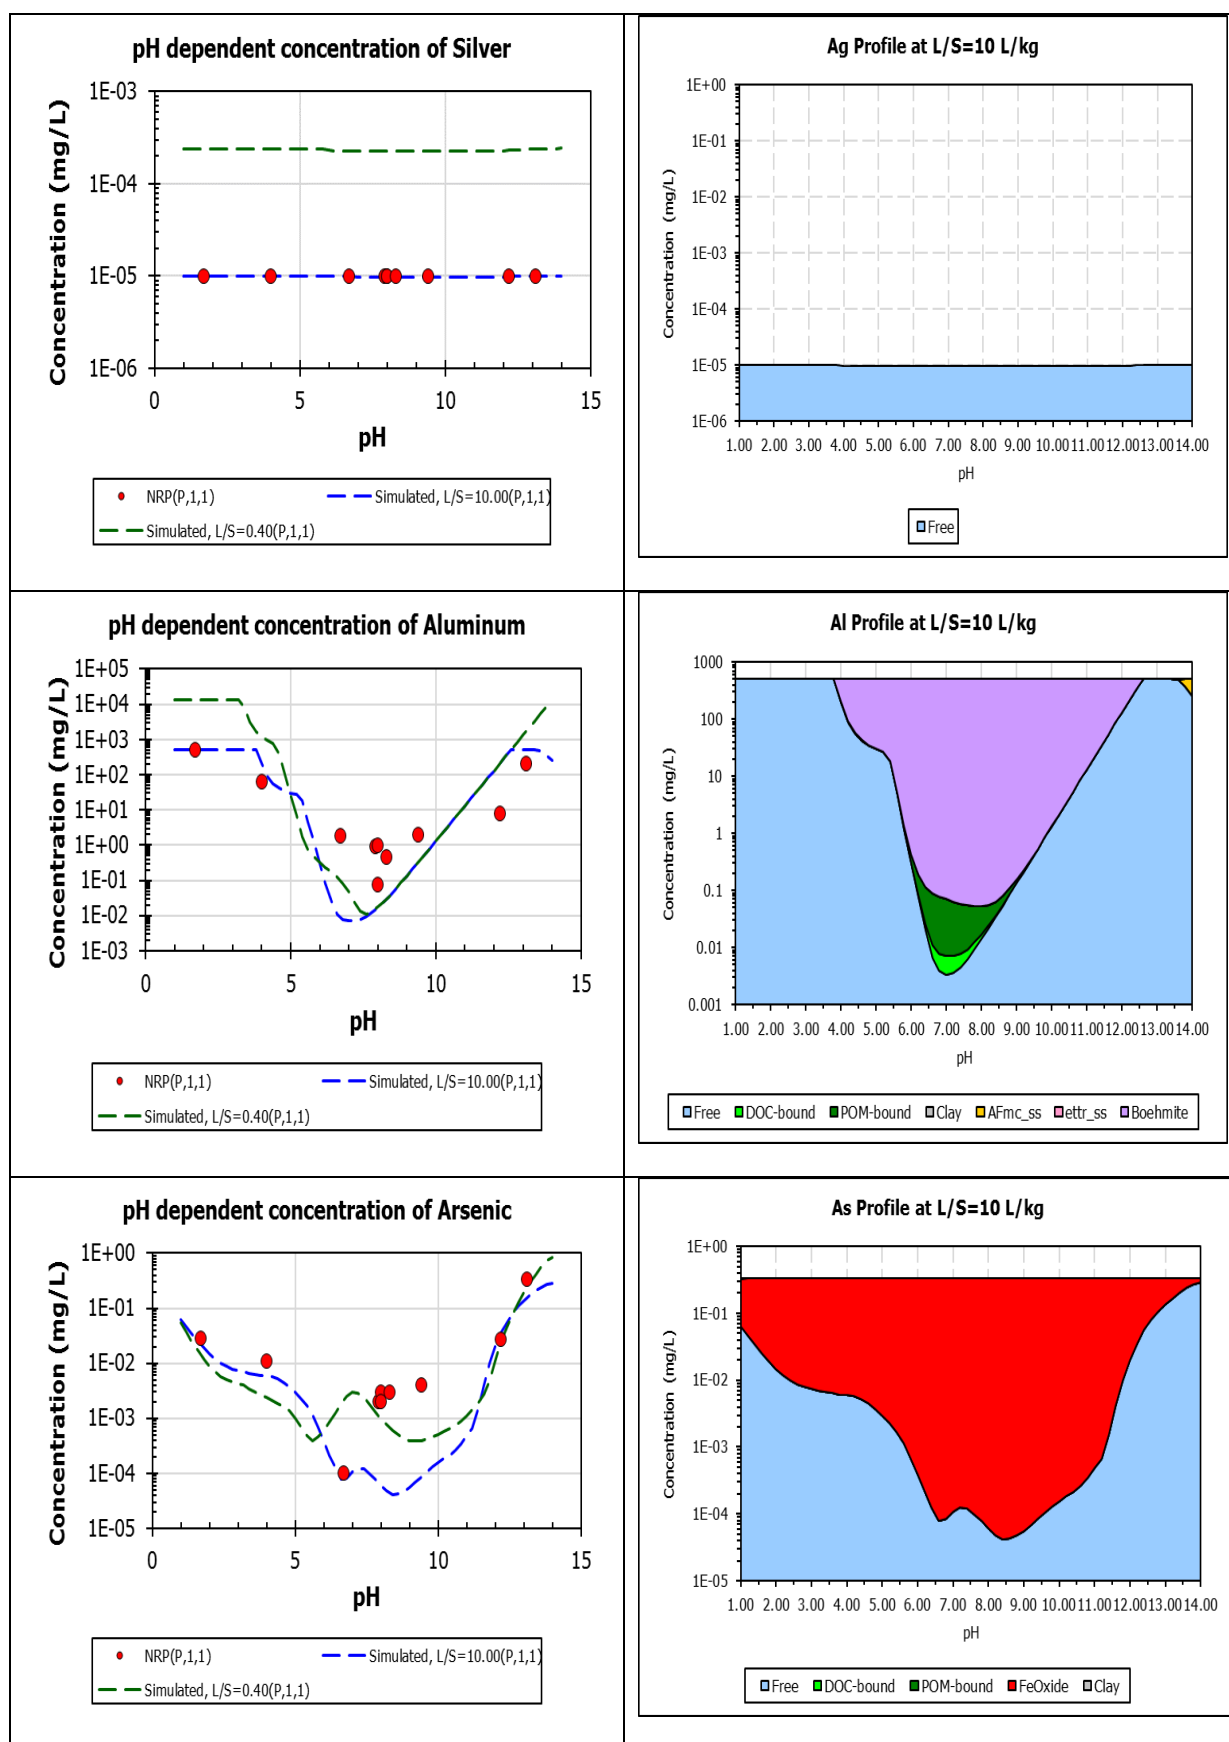 pH dependent concentration of Silver
Concentration (mg/L)
1E-03
1E-04
1E-05
1E-06
0 5 10 15
pH
NRP(P,1,1) Simulated, L/S=10.00(P,1,1)
Simulated, L/S=0.40(P,1,1)
Ag Profile at L/S=10 L/kg
Concentration (mg/L)
1E+00
1E-01
1E-02
1E-03
1E-04
1E-05
1E-06
1.00 2.00 3.00 4.00 5.00 6.00 7.00 8.00 9.00 10.00 11.00 12.00 13.00 14.00
pH
Free
pH dependent concentration of Aluminum
Concentration (mg/L)
1E+05
1E+04
1E+03
1E+02
1E+01
1E+00
1E-01
1E-02
1E-03
0 5 10 15
pH
NRP(P,1,1) Simulated, L/S=10.00(P,1,1)
Simulated, L/S=0.40(P,1,1)
Al Profile at L/S=10 L/kg
Concentration (mg/L)
1000
100
10
1
0.1
0.01
0.001
1.00 2.00 3.00 4.00 5.00 6.00 7.00 8.00 9.00 10.00 11.00 12.00 13.00 14.00
pH
Free DOC-bound POM-bound Clay AFmc_ss ettr_ss Boehmite
pH dependent concentration of Arsenic
Concentration (mg/L)
1E+00
1E-01
1E-02
1E-03
1E-04
1E-05
0 5 10 15
pH
NRP(P,1,1) Simulated, L/S=10.00(P,1,1)
Simulated, L/S=0.40(P,1,1)
As Profile at L/S=10 L/kg
Concentration (mg/L)
1E+00
1E-01
1E-02
1E-03
1E-04
1E-05
1.00 2.00 3.00 4.00 5.00 6.00 7.00 8.00 9.00 10.00 11.00 12.00 13.00 14.00
pH
Free DOC-bound POM-bound FeOxide Clay